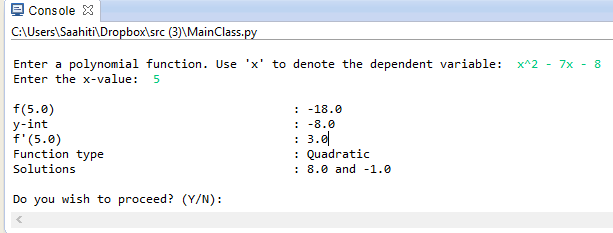 Console
C:\Users\Saahiti\Dropbox\src (3)\MainClass.py
Enter a polynomial function. Use 'x' to denote the dependent variable: x^2 - 7x - 8
Enter the x-value: 5
f(5.0) : -18.0
y-int : -8.0
f'(5.0) : 3.0
Function type : Quadratic
Solutions : 8.0 and -1.0
Do you wish to proceed? (Y/N):